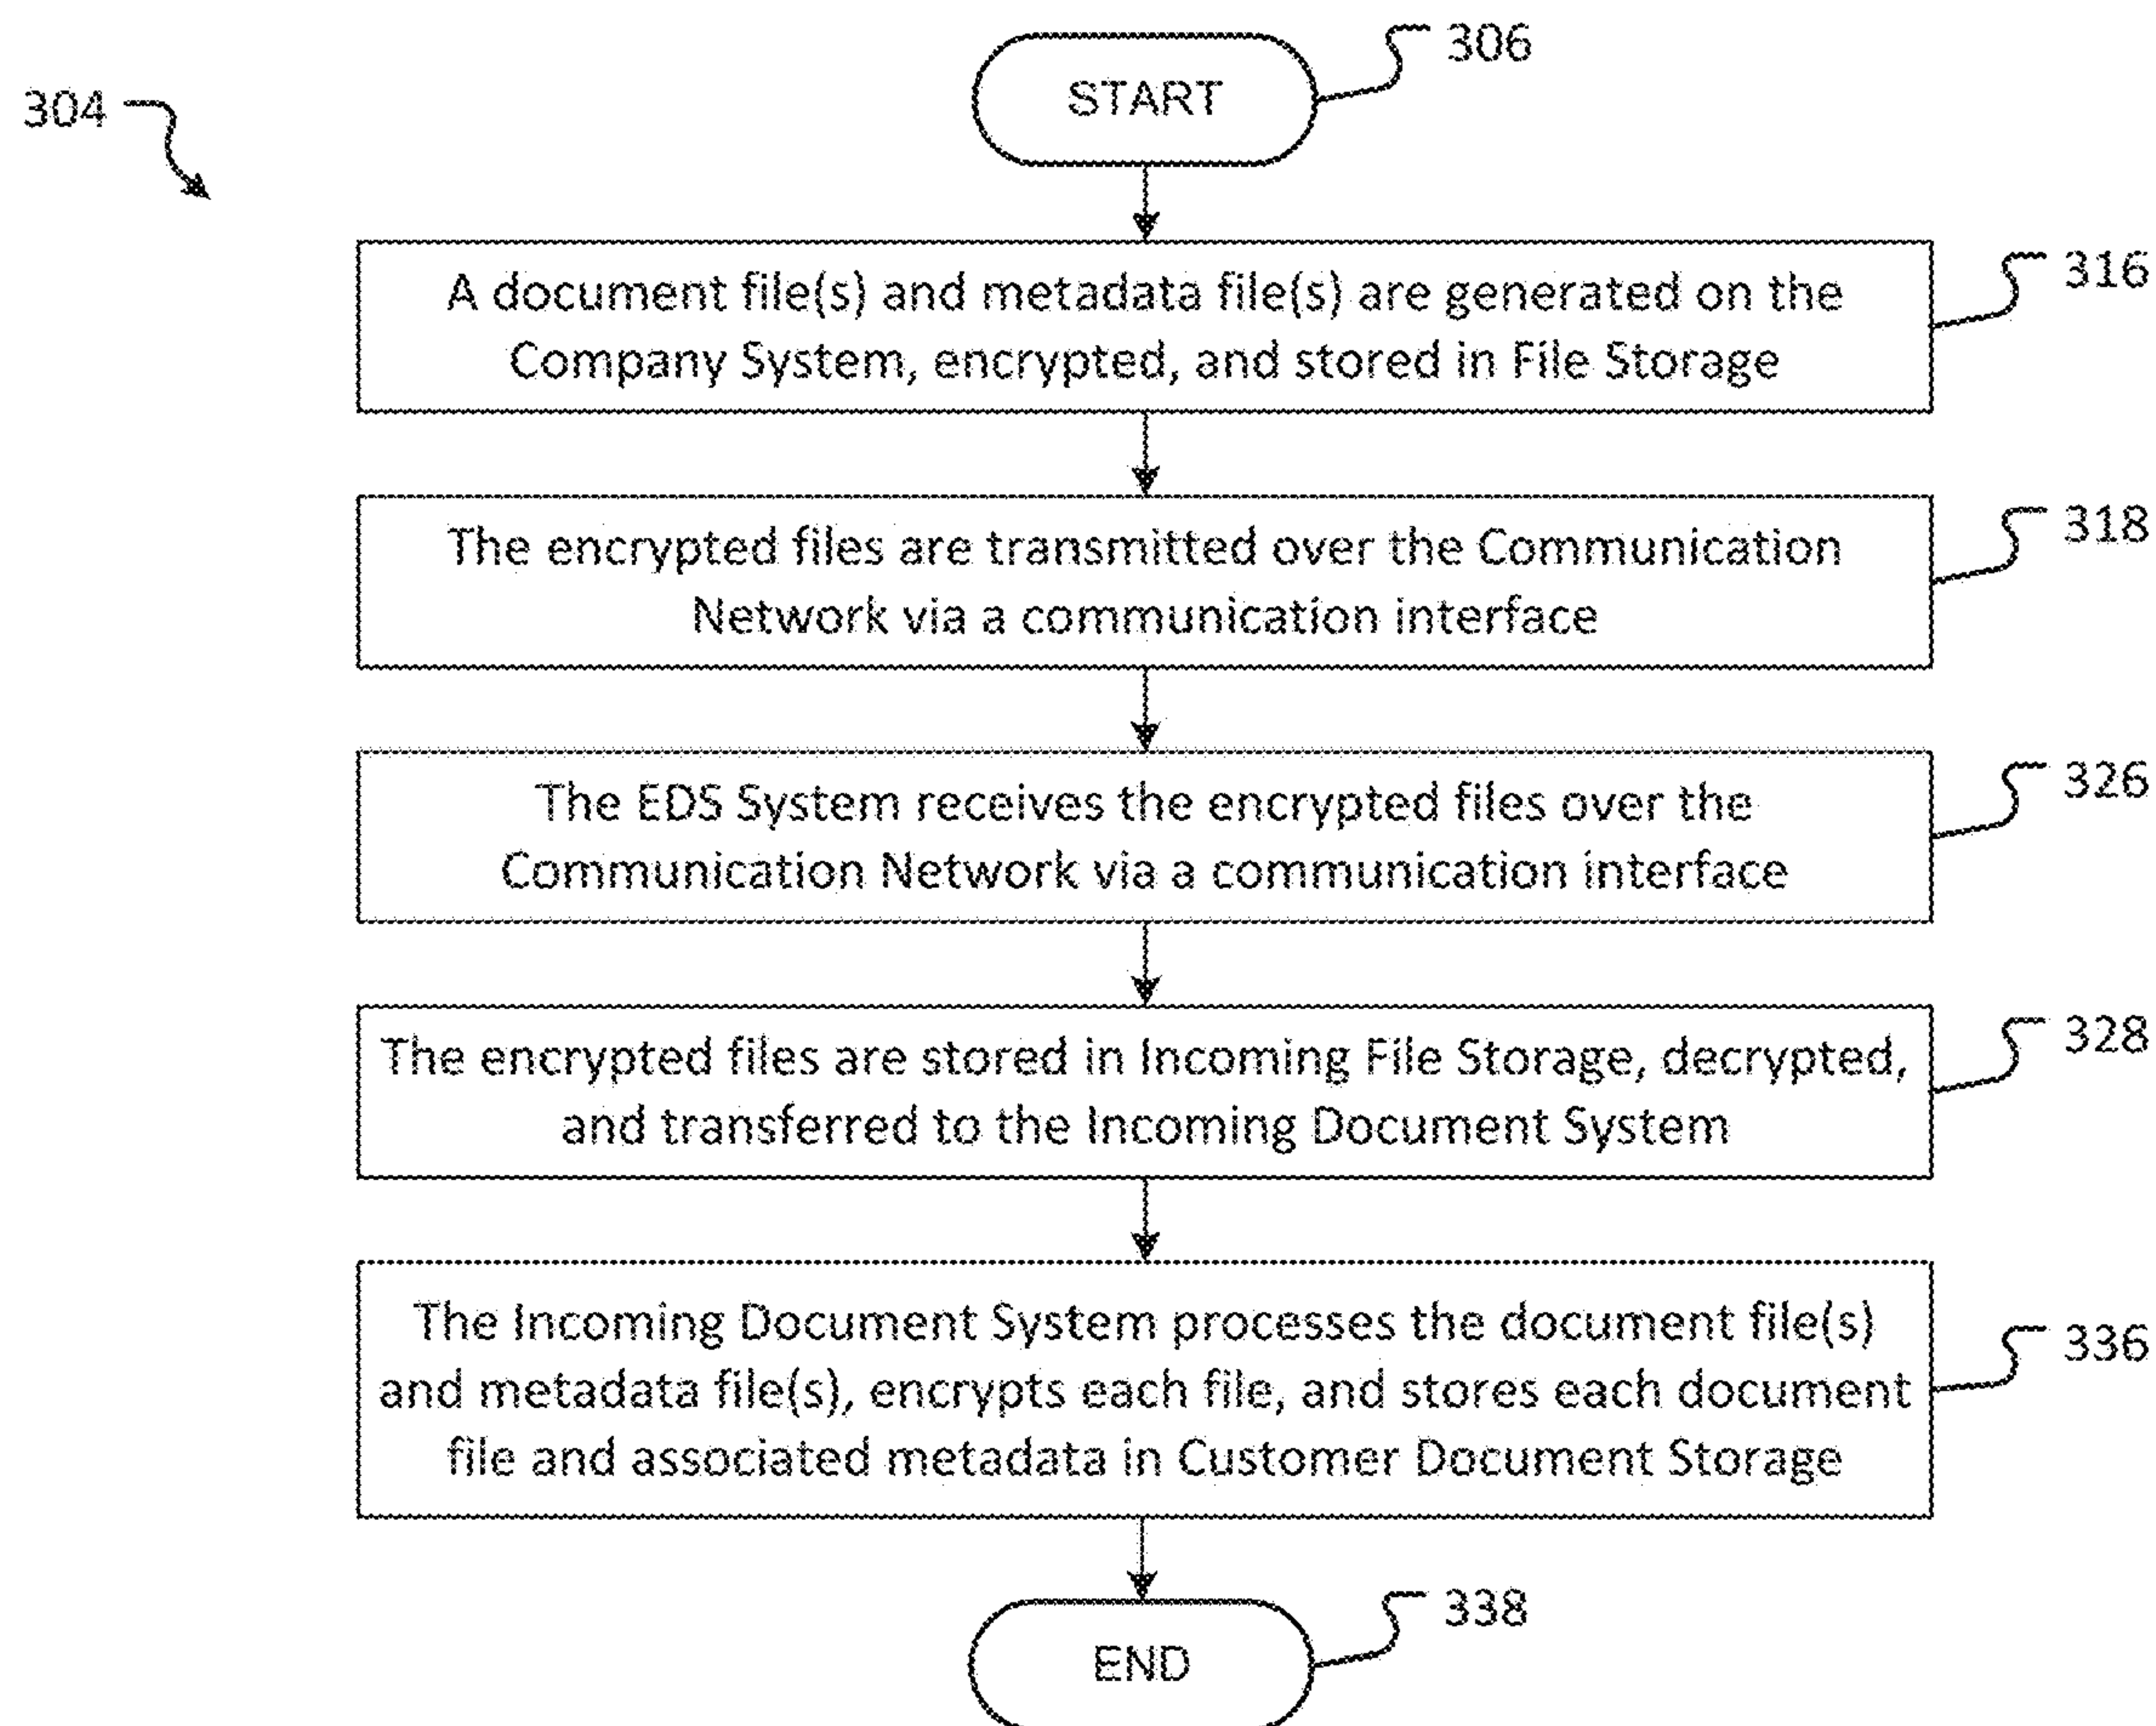 306
START
304
316
A document file(s) and metadata file(s) are generated on the
Company System, encrypted, and stored in File Storage
318
The encrypted files are transmitted over the Communication
Network via a communication interface
326
The EDS System receives the encrypted files over the
Communication Network via a communication interface
328
The encrypted files are stored in Incoming File Storage, decrypted,
and transferred to the Incoming Document System
336
The Incoming Document System processes the document file(s)
and metadata file(s), encrypts each file, and stores each document
file and associated metadata in Customer Document Storage
338
END